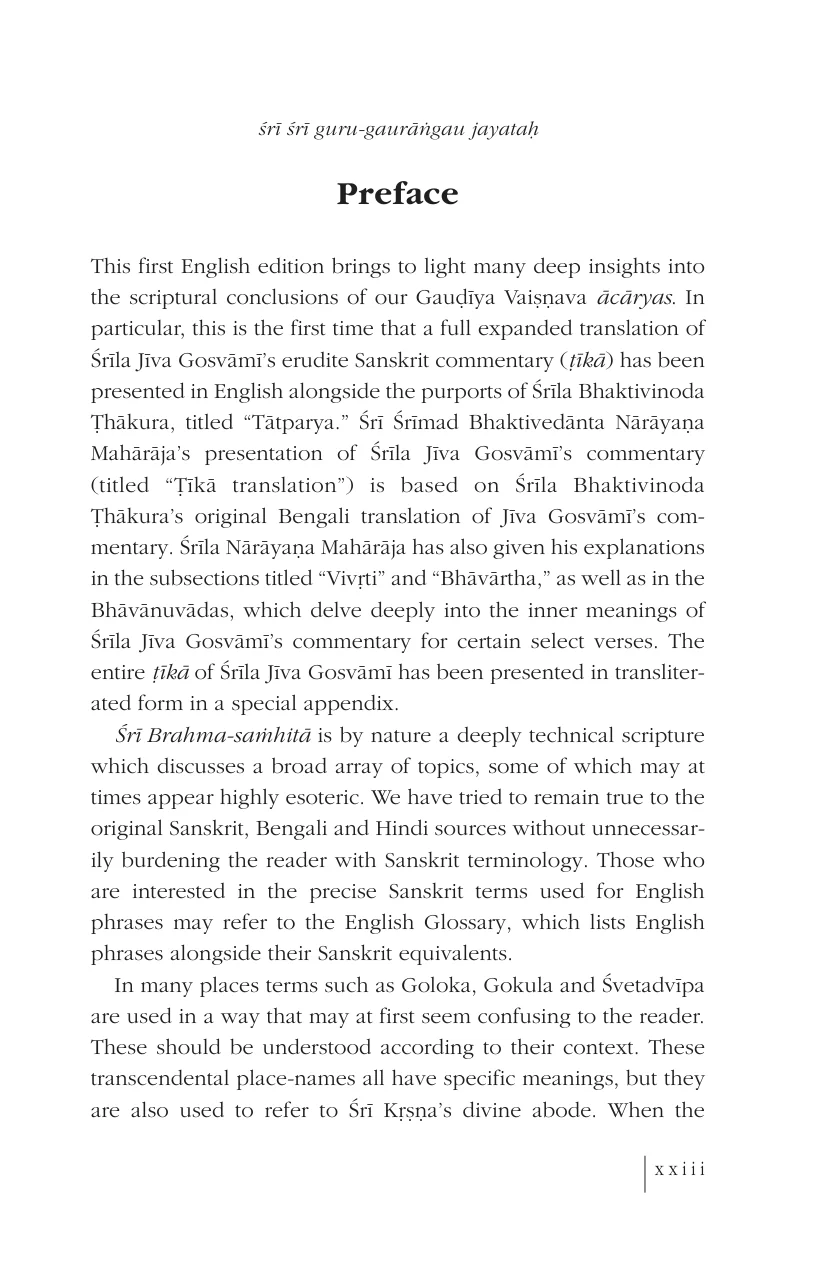 śrī śrī guru-gaurāṅgau jayataḥ
Preface
This first English edition brings to light many deep insights into
the scriptural conclusions of our Gauḍīya Vaiṣṇava ācāryas. In
particular, this is the first time that a full expanded translation of
Śrīla Jīva Gosvāmī’s erudite Sanskrit commentary (ṭīkā) has been
presented in English alongside the purports of Śrīla Bhaktivinoda
Ṭhākura, titled “Tātparya.” Śrī Śrīmad Bhaktivedānta Nārāyaṇa
Mahārāja’s presentation of Śrīla Jīva Gosvāmī’s commentary
(titled “Ṭīkā translation”) is based on Śrīla Bhaktivinoda
Ṭhākura’s original Bengali translation of Jīva Gosvāmī’s com-
mentary. Śrīla Nārāyaṇa Mahārāja has also given his explanations
in the subsections titled “Vivṛti” and “Bhāvārtha,” as well as in the
Bhāvānuvādas, which delve deeply into the inner meanings of
Śrīla Jīva Gosvāmī’s commentary for certain select verses. The
entire ṭīkā of Śrīla Jīva Gosvāmī has been presented in transliter-
ated form in a special appendix.
Śrī Brahma-saṁhitā is by nature a deeply technical scripture
which discusses a broad array of topics, some of which may at
times appear highly esoteric. We have tried to remain true to the
original Sanskrit, Bengali and Hindi sources without unnecessar-
ily burdening the reader with Sanskrit terminology. Those who
are interested in the precise Sanskrit terms used for English
phrases may refer to the English Glossary, which lists English
phrases alongside their Sanskrit equivalents.
In many places terms such as Goloka, Gokula and Śvetadvīpa
are used in a way that may at first seem confusing to the reader.
These should be understood according to their context. These
transcendental place-names all have specific meanings, but they
are also used to refer to Śrī Kṛṣṇa’s divine abode. When the
xxiii